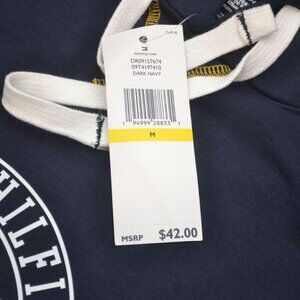 tommy.com
DR09157674
09T4197410
DARK NAVY
1 94999 28833 1
M
MSRP $42.00
HILFI